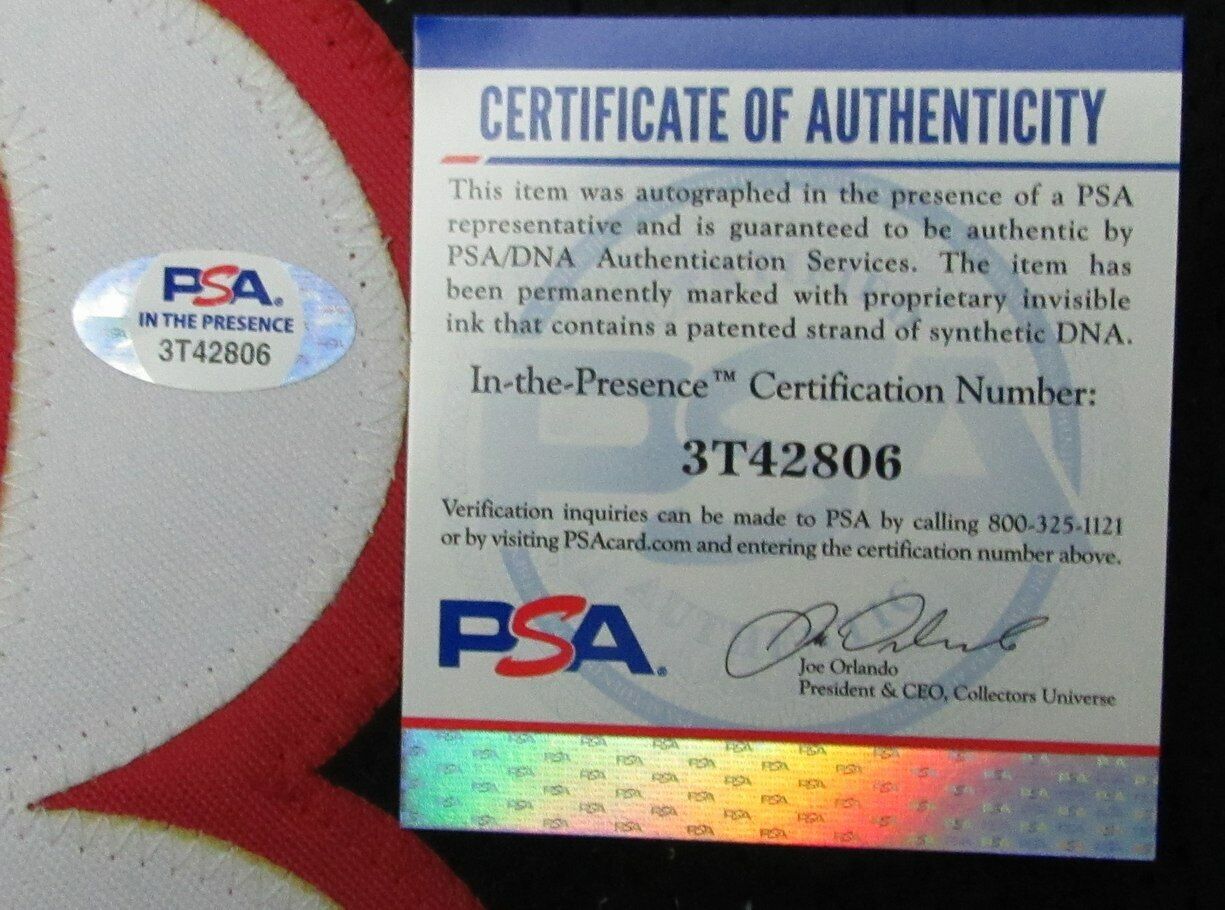 PSA®
IN THE PRESENCE
3T42806
CERTIFICATE OF AUTHENTICITY
This item was autographed in the presence of a PSA
representative and is guaranteed to be authentic by
PSA/DNA Authentication Services. The item has
been permanently marked with proprietary invisible
ink that contains a patented strand of synthetic DNA.
In-the-Presence™ Certification Number:
3T42806
Verification inquiries can be made to PSA by calling 800-325-1121
or by visiting PSAcard.com and entering the certification number above.
PSA®
Joe Orlando
President & CEO, Collectors Universe